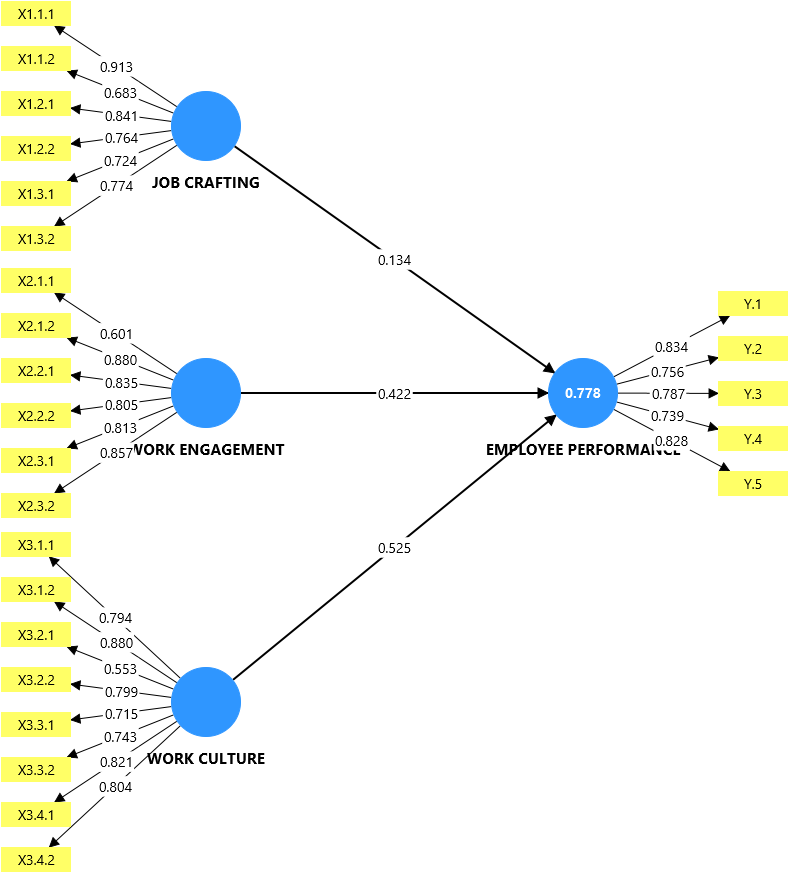 X1.1.1
X1.1.2
X1.2.1
X1.2.2
X1.3.1
X1.3.2
0.913
0.683
0.841
0.764
0.724
0.774
JOB CRAFTING
0.134
X2.1.1
X2.1.2
X2.2.1
X2.2.2
X2.3.1
X2.3.2
0.601
0.880
0.835
0.805
0.813
0.857
WORK ENGAGEMENT
0.422
X3.1.1
X3.1.2
X3.2.1
X3.2.2
X3.3.1
X3.3.2
X3.4.1
X3.4.2
0.794
0.880
0.553
0.799
0.715
0.743
0.821
0.804
WORK CULTURE
0.525
0.778
EMPLOYEE PERFORMANCE
0.834
0.756
0.787
0.739
0.828
Y.1
Y.2
Y.3
Y.4
Y.5